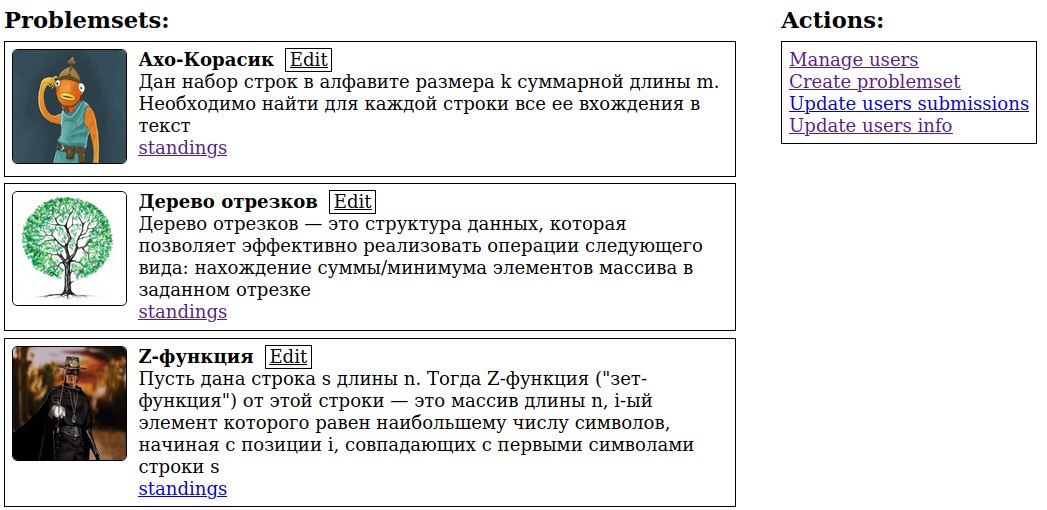 Problemsets:
Ахо-Корасик Edit
Дан набор строк в алфавите размера k суммарной длины m.
Необходимо найти для каждой строки все ее вхождения в
текст
standings
Дерево отрезков Edit
Дерево отрезков — это структура данных, которая
позволяет эффективно реализовать операции следующего
вида: нахождение суммы/минимума элементов массива в
заданном отрезке
standings
Z-функция Edit
Пусть дана строка s длины n. Тогда Z-функция ("зет-
функция") от этой строки — это массив длины n, i-ый
элемент которого равен наибольшему числу символов,
начиная с позиции i, совпадающих с первыми символами
строки s
standings
Actions:
Manage users
Create problemset
Update users submissions
Update users info